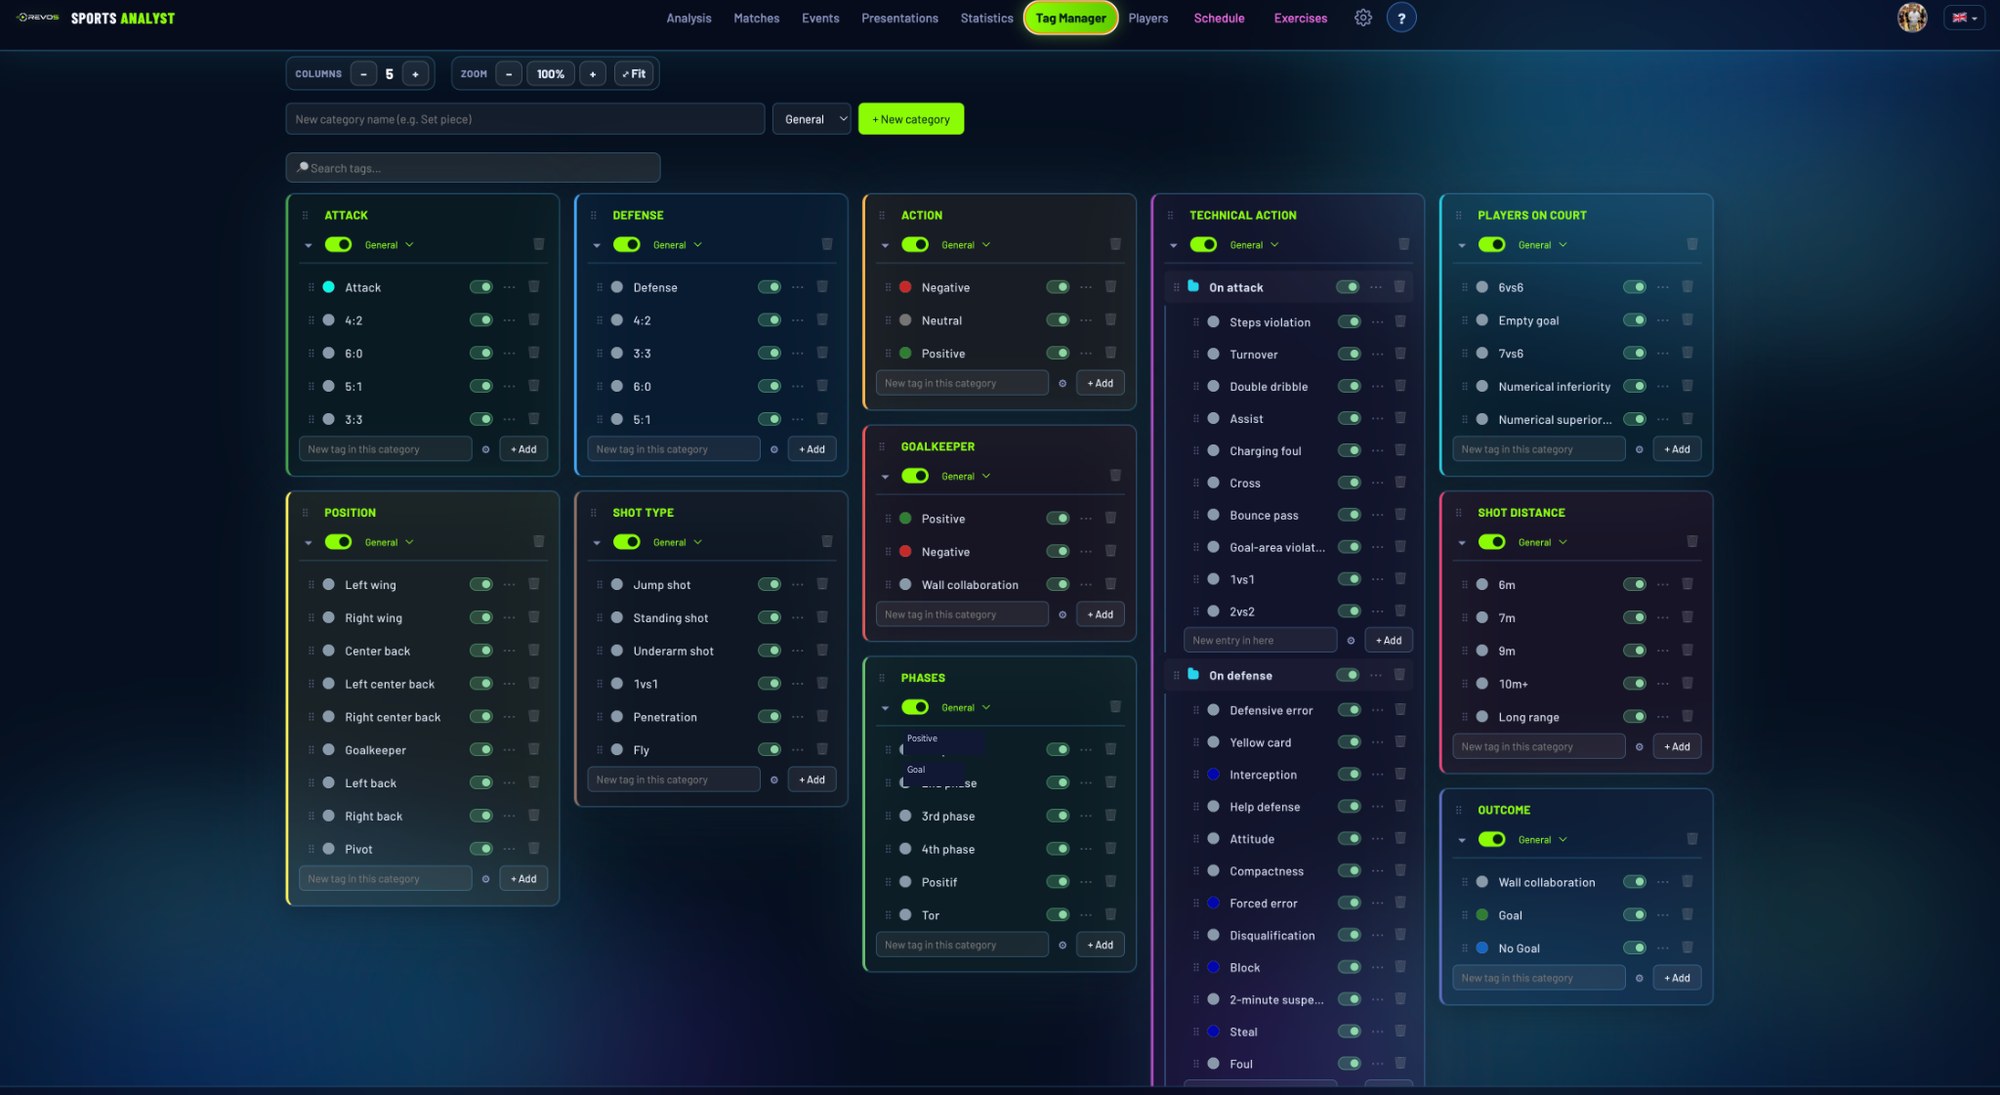 REVOS SPORTS ANALYST
Analysis Matches Events Presentations Statistics Tag Manager Players Schedule Exercises ?
COLUMNS - 5 + ZOOM - 100% + Fit
New category name (e.g. Set piece) General + New category
Search tags...
ATTACK
General
Attack
4:2
6:0
5:1
3:3
New tag in this category + Add
POSITION
General
Left wing
Right wing
Center back
Left center back
Right center back
Goalkeeper
Left back
Right back
Pivot
New tag in this category + Add
DEFENSE
General
Defense
4:2
3:3
6:0
5:1
New tag in this category + Add
SHOT TYPE
General
Jump shot
Standing shot
Underarm shot
1vs1
Penetration
Fly
New tag in this category + Add
ACTION
General
Negative
Neutral
Positive
New tag in this category + Add
GOALKEEPER
General
Positive
Negative
Wall collaboration
New tag in this category + Add
PHASES
General
Positive
Goal
2nd phase
3rd phase
4th phase
Positif
Tor
New tag in this category + Add
TECHNICAL ACTION
General
On attack
Steps violation
Turnover
Double dribble
Assist
Charging foul
Cross
Bounce pass
Goal-area violat...
1vs1
2vs2
New entry in here + Add
On defense
Defensive error
Yellow card
Interception
Help defense
Attitude
Compactness
Forced error
Disqualification
Block
2-minute suspe...
Steal
Foul
PLAYERS ON COURT
General
6vs6
Empty goal
7vs6
Numerical inferiority
Numerical superior...
New tag in this category + Add
SHOT DISTANCE
General
6m
7m
9m
10m+
Long range
New tag in this category + Add
OUTCOME
General
Wall collaboration
Goal
No Goal
New tag in this category + Add